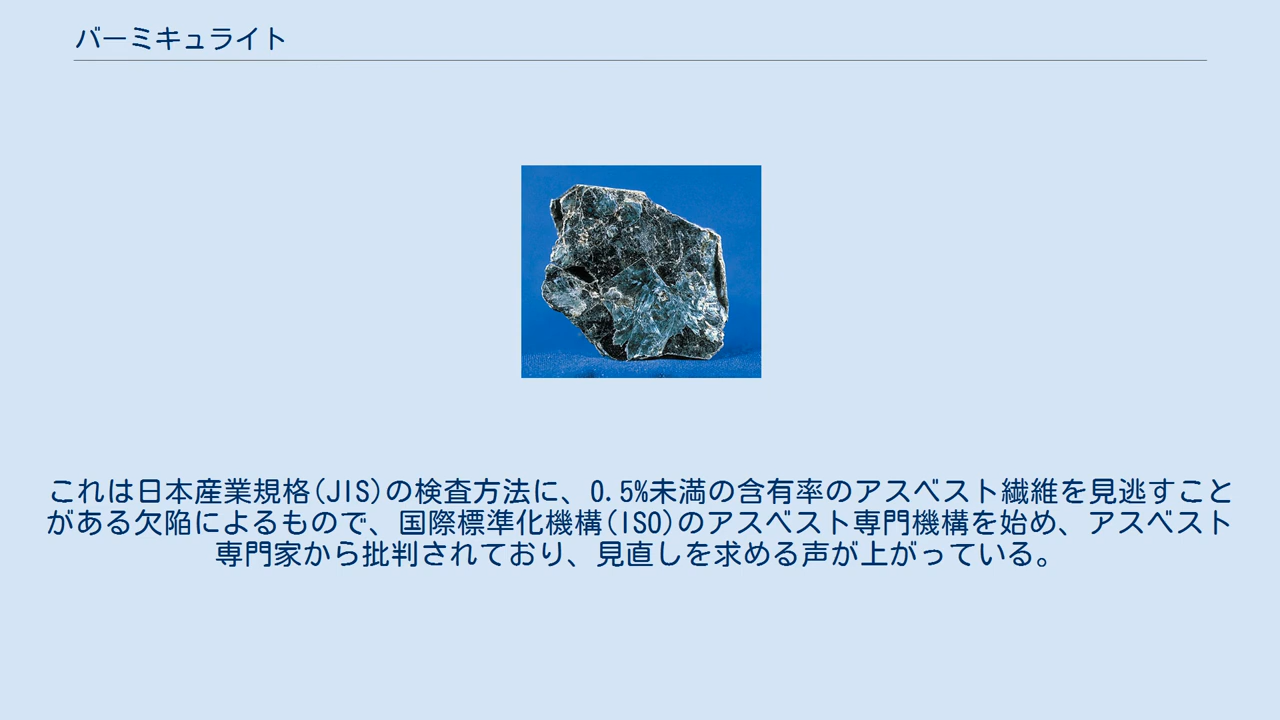 バーミキュライト
これは日本産業規格(JIS)の検査方法に、0.5%未満の含有率のアスベスト繊維を見逃すこと
がある欠陥によるもので、国際標準化機構(ISO)のアスベスト専門機構を始め、アスベスト
専門家から批判されており、見直しを求める声が上がっている。